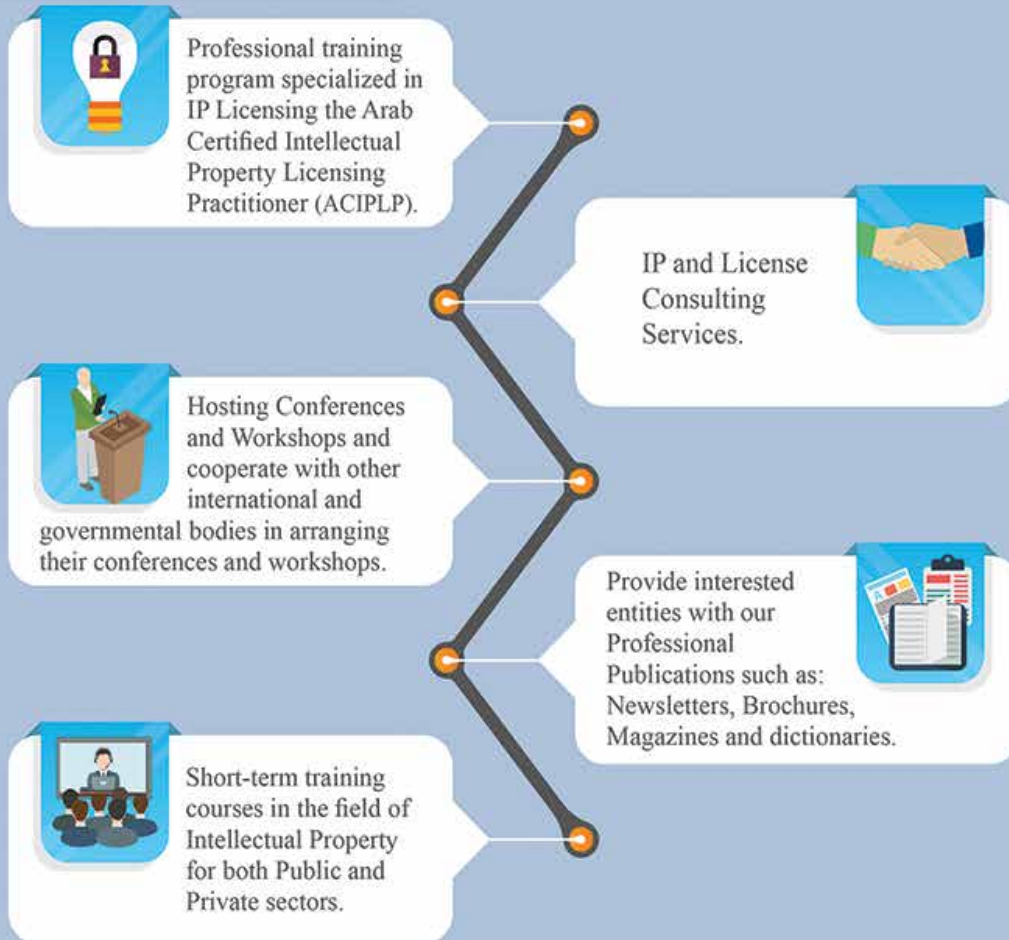 Professional training
program specialized in
IP Licensing the Arab
Certified Intellectual
Property Licensing
Practitioner (ACIPLP).
IP and License
Consulting
Services.
Hosting Conferences
and Workshops and
cooperate with other
international and
governmental bodies in arranging
their conferences and workshops.
Provide interested
entities with our
Professional
Publications such as:
Newsletters, Brochures,
Magazines and dictionaries.
Short-term training
courses in the field of
Intellectual Property
for both Public and
Private sectors.